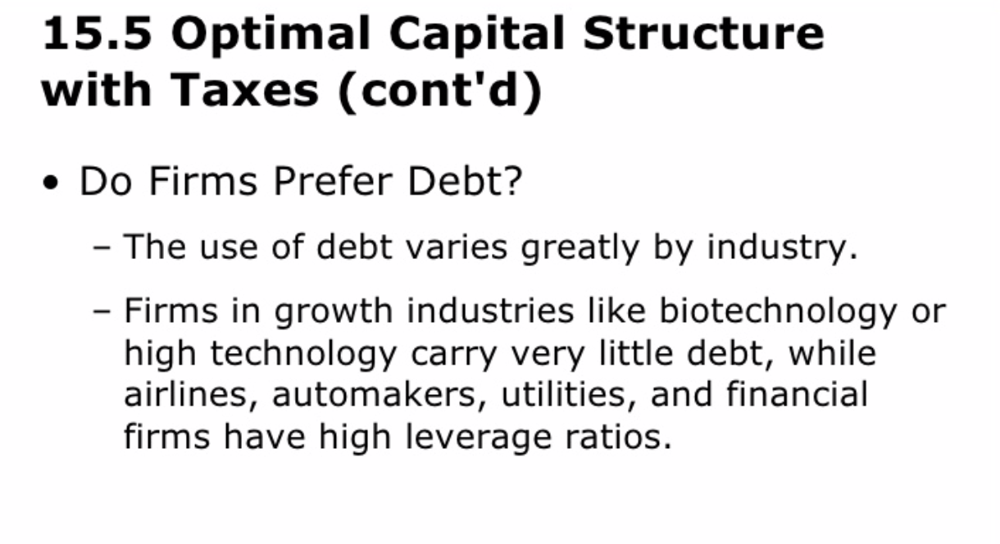 15.5 Optimal Capital Structure
with Taxes (cont'd)
• Do Firms Prefer Debt?
– The use of debt varies greatly by industry.
– Firms in growth industries like biotechnology or
high technology carry very little debt, while
airlines, automakers, utilities, and financial
firms have high leverage ratios.